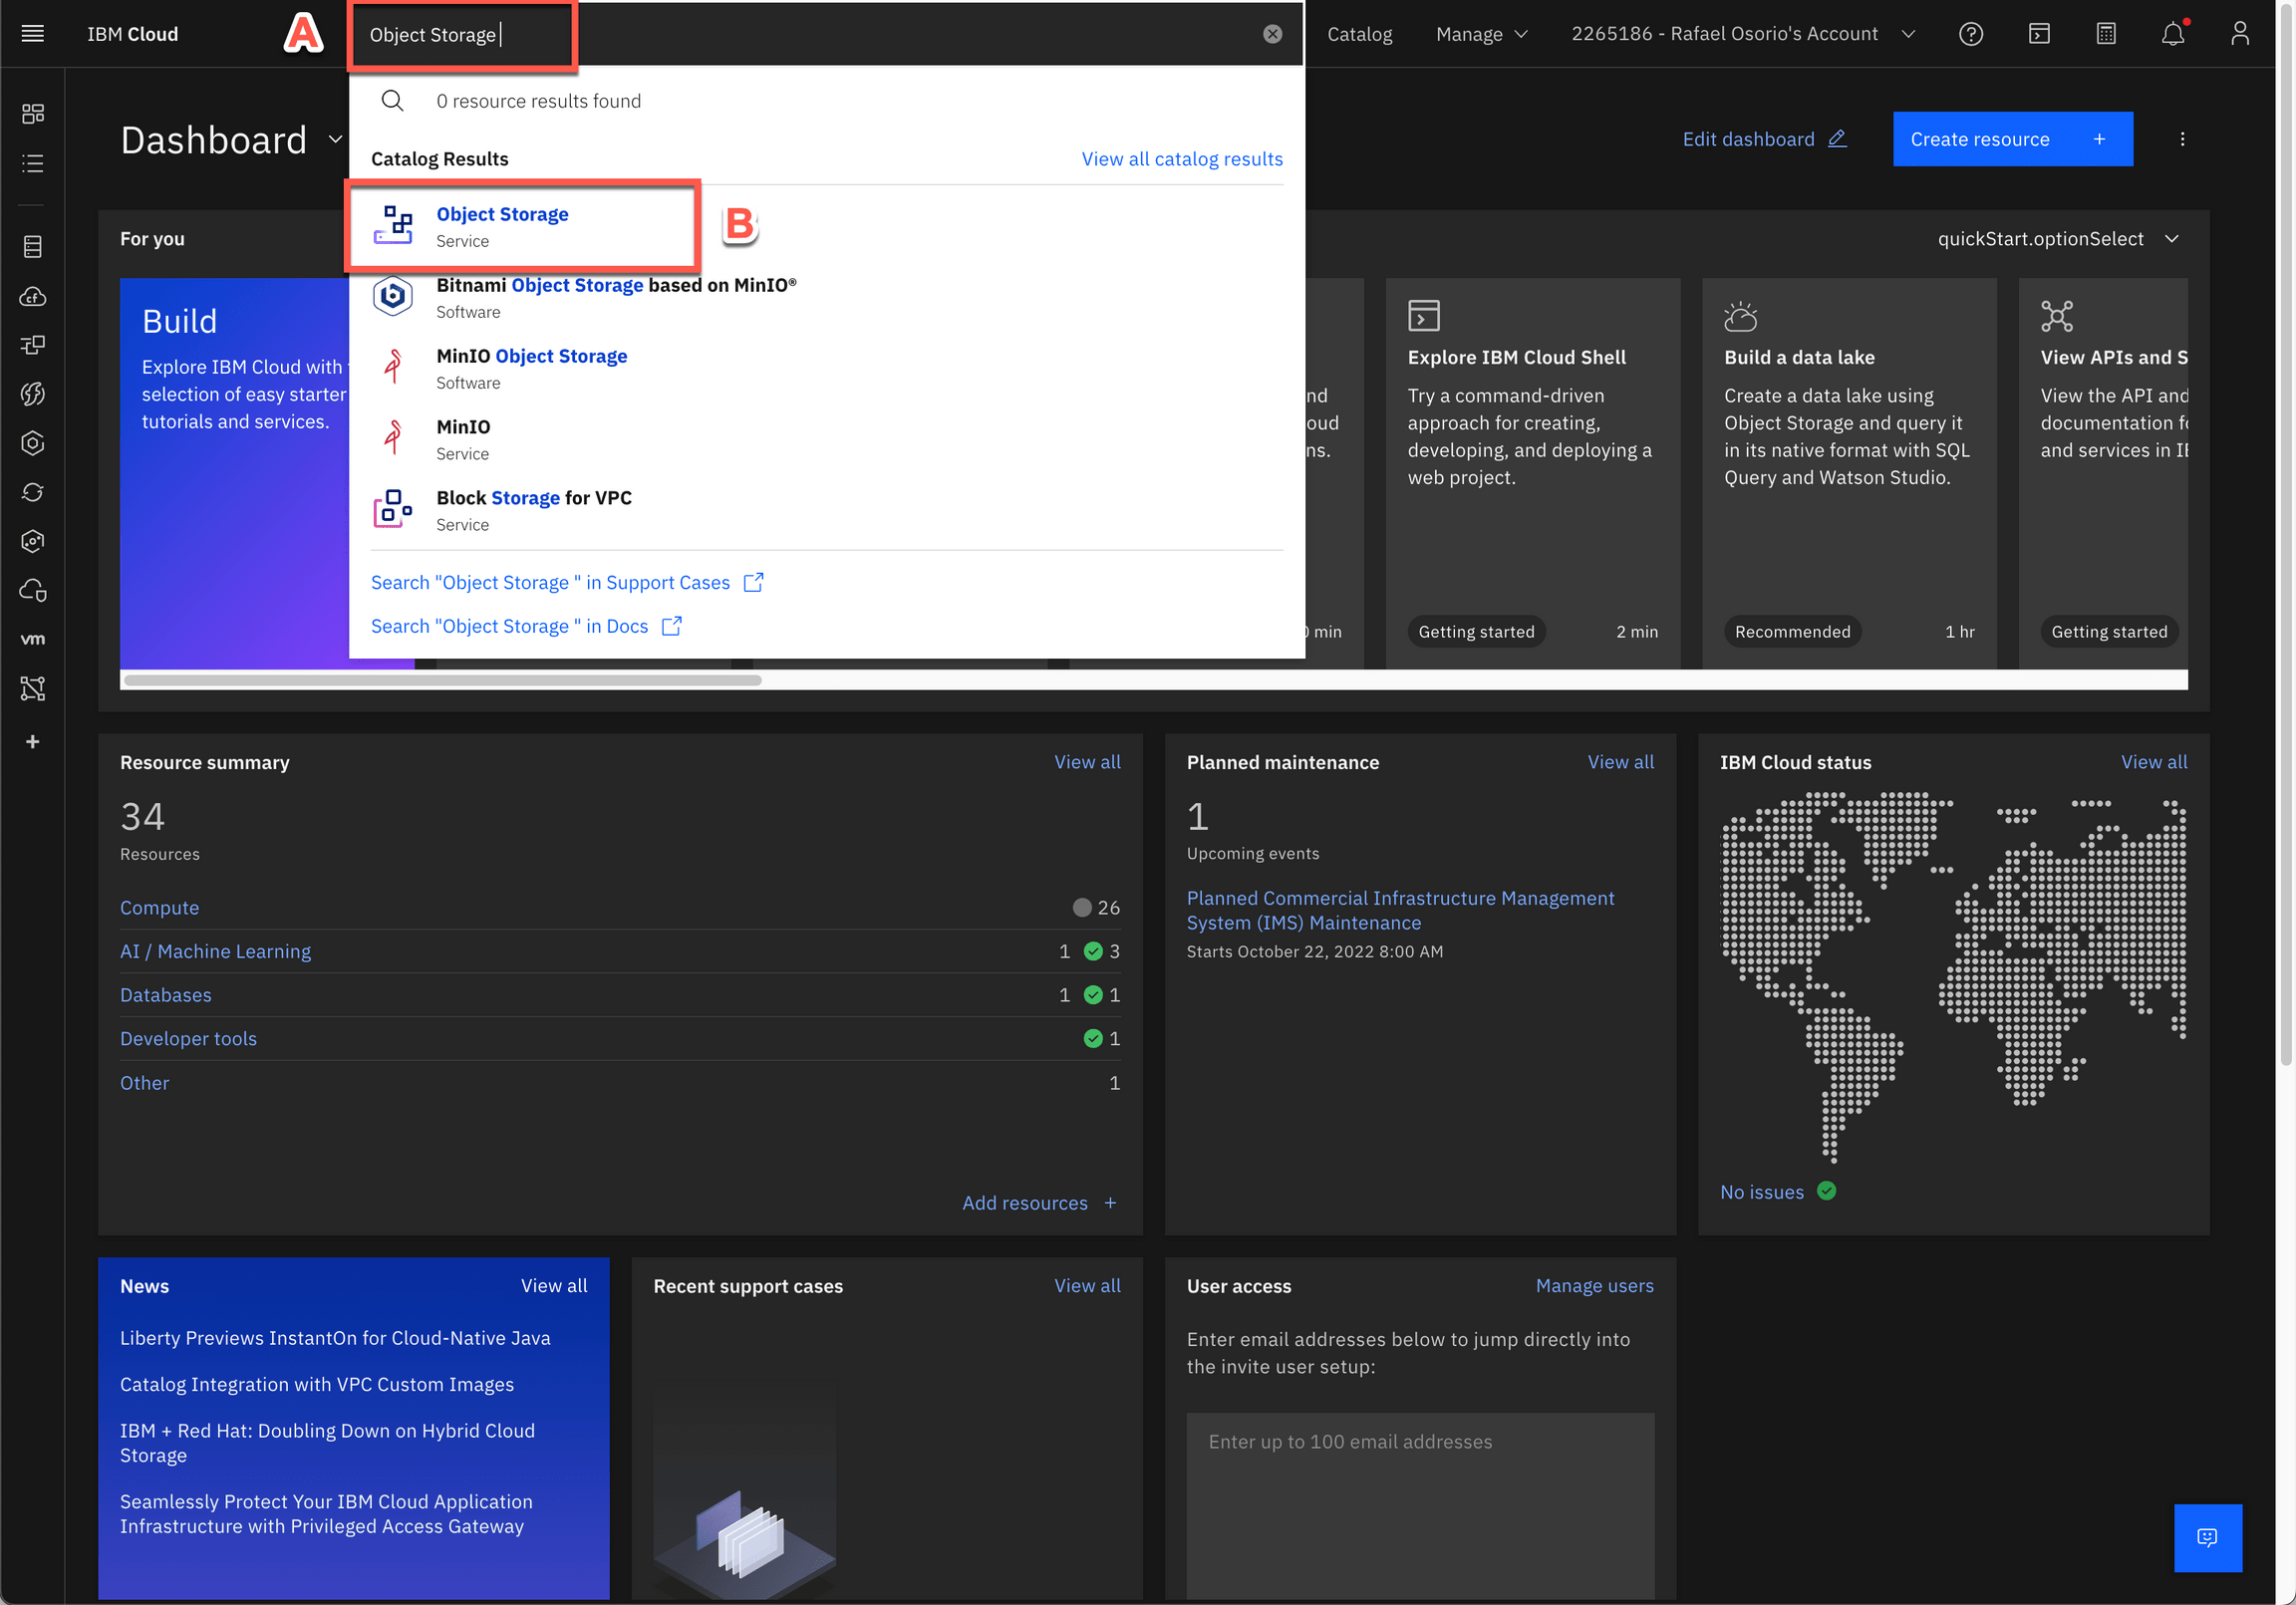 IBM Cloud
A
Object Storage
Catalog
Manage
2265186 - Rafael Osorio's Account
0 resource results found
Dashboard
Catalog Results
View all catalog results
Edit dashboard
Create resource +
Object Storage
Service
B
Bitnami Object Storage based on MinIO®
Software
MinIO Object Storage
Software
MinIO
Service
Block Storage for VPC
Service
Search "Object Storage " in Support Cases
Search "Object Storage " in Docs
For you
quickStart.optionSelect
Build
Explore IBM Cloud with
selection of easy starter
tutorials and services.
ns.
min
Explore IBM Cloud Shell
Try a command-driven
approach for creating,
developing, and deploying a
web project.
Getting started
2 min
Build a data lake
Create a data lake using
Object Storage and query it
in its native format with SQL
Query and Watson Studio.
Recommended
1 hr
View APIs and S
View the API and
documentation f
and services in I
Getting started
vm
+
Resource summary
View all
34
Resources
Compute
26
AI / Machine Learning
1 3
Databases
1 1
Developer tools
1
Other
1
Add resources +
Planned maintenance
View all
1
Upcoming events
Planned Commercial Infrastructure Management
System (IMS) Maintenance
Starts October 22, 2022 8:00 AM
IBM Cloud status
View all
No issues
News
View all
Liberty Previews InstantOn for Cloud-Native Java
Catalog Integration with VPC Custom Images
IBM + Red Hat: Doubling Down on Hybrid Cloud
Storage
Seamlessly Protect Your IBM Cloud Application
Infrastructure with Privileged Access Gateway
Recent support cases
View all
User access
Manage users
Enter email addresses below to jump directly into
the invite user setup:
Enter up to 100 email addresses